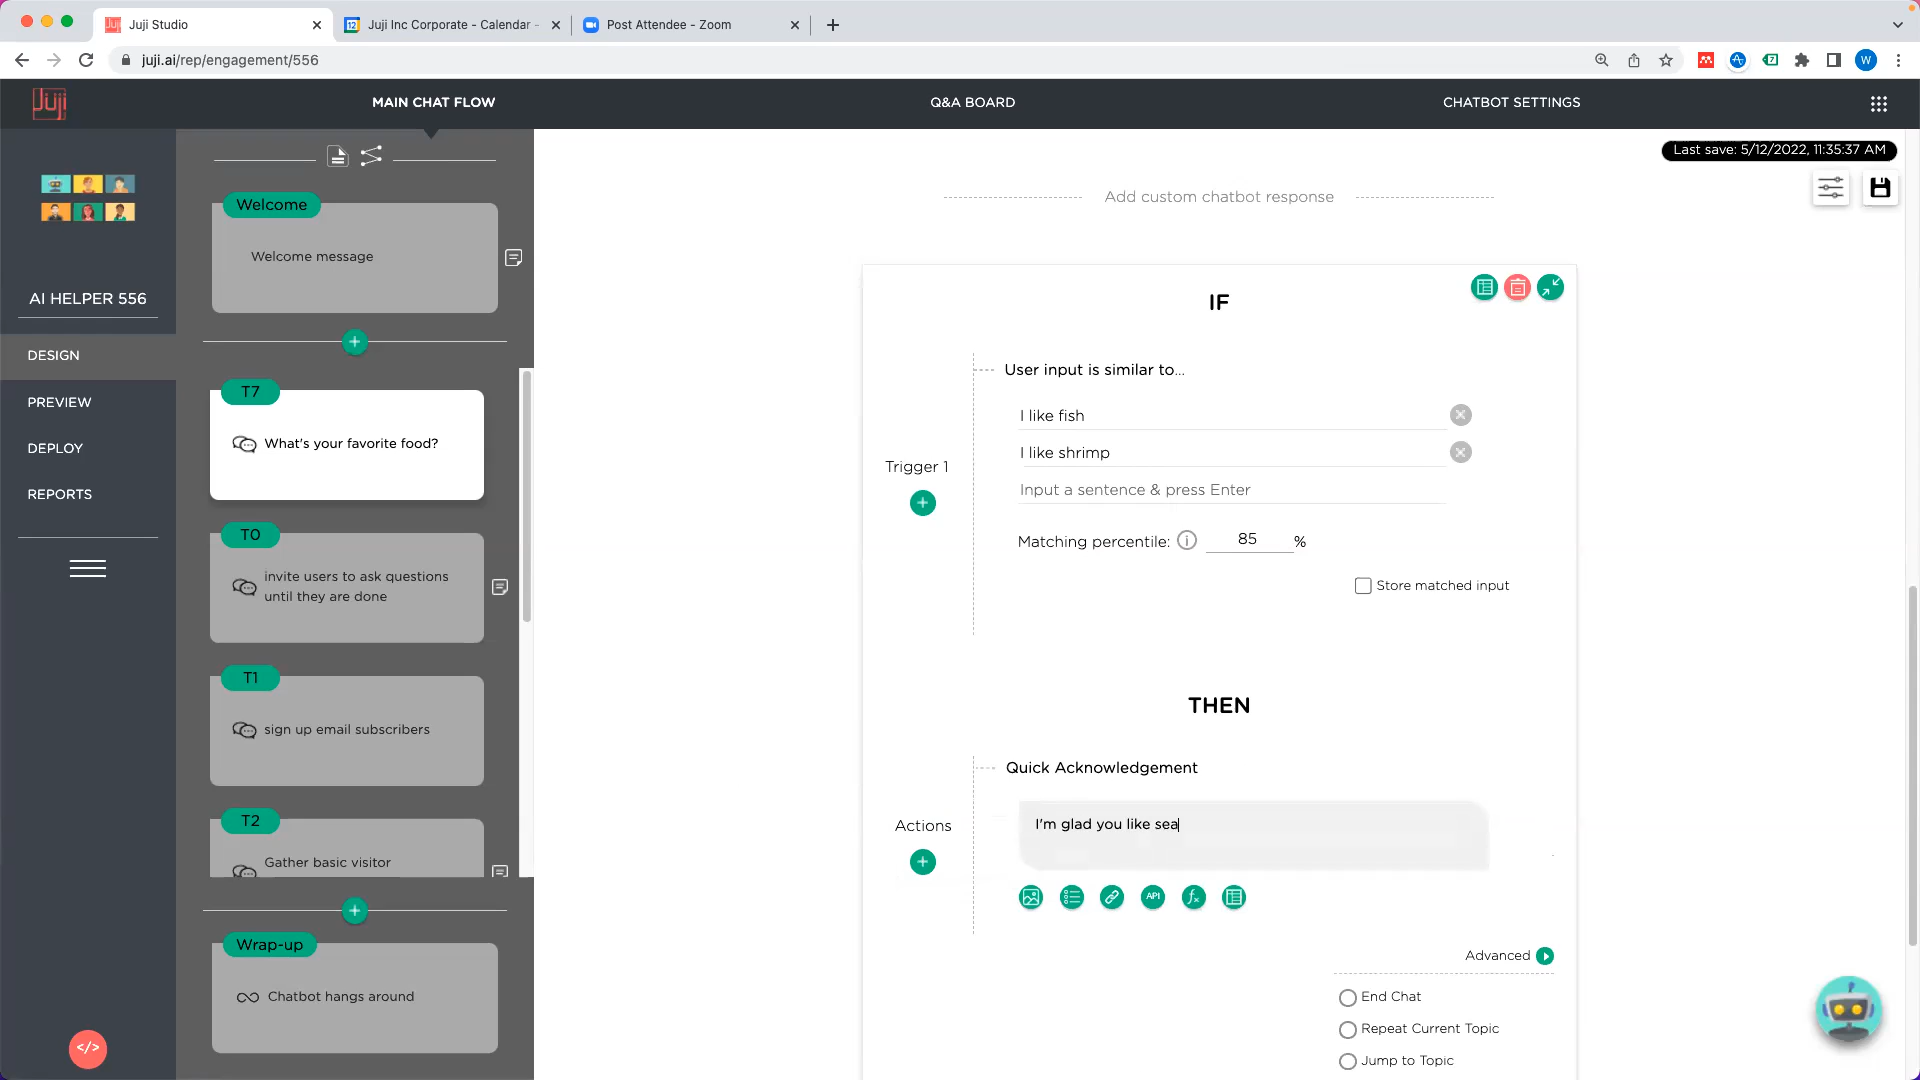 Juji Studio
Juji Inc Corporate - Calendar -
Post Attendee - Zoom
juji.ai/rep/engagement/556
W
Juji
MAIN CHAT FLOW
Q&A BOARD
CHATBOT SETTINGS
Last save: 5/12/2022, 11:35:37 AM
AI HELPER 556
DESIGN
PREVIEW
DEPLOY
REPORTS
</>
Welcome
Welcome message
T7
What's your favorite food?
T0
invite users to ask questions
until they are done
T1
sign up email subscribers
T2
Gather basic visitor
Wrap-up
Chatbot hangs around
Add custom chatbot response
IF
User input is similar to...
I like fish
I like shrimp
Trigger 1
Input a sentence & press Enter
Matching percentile: 85 %
Store matched input
THEN
Quick Acknowledgement
I'm glad you like sea
Actions
API
Advanced
End Chat
Repeat Current Topic
Jump to Topic